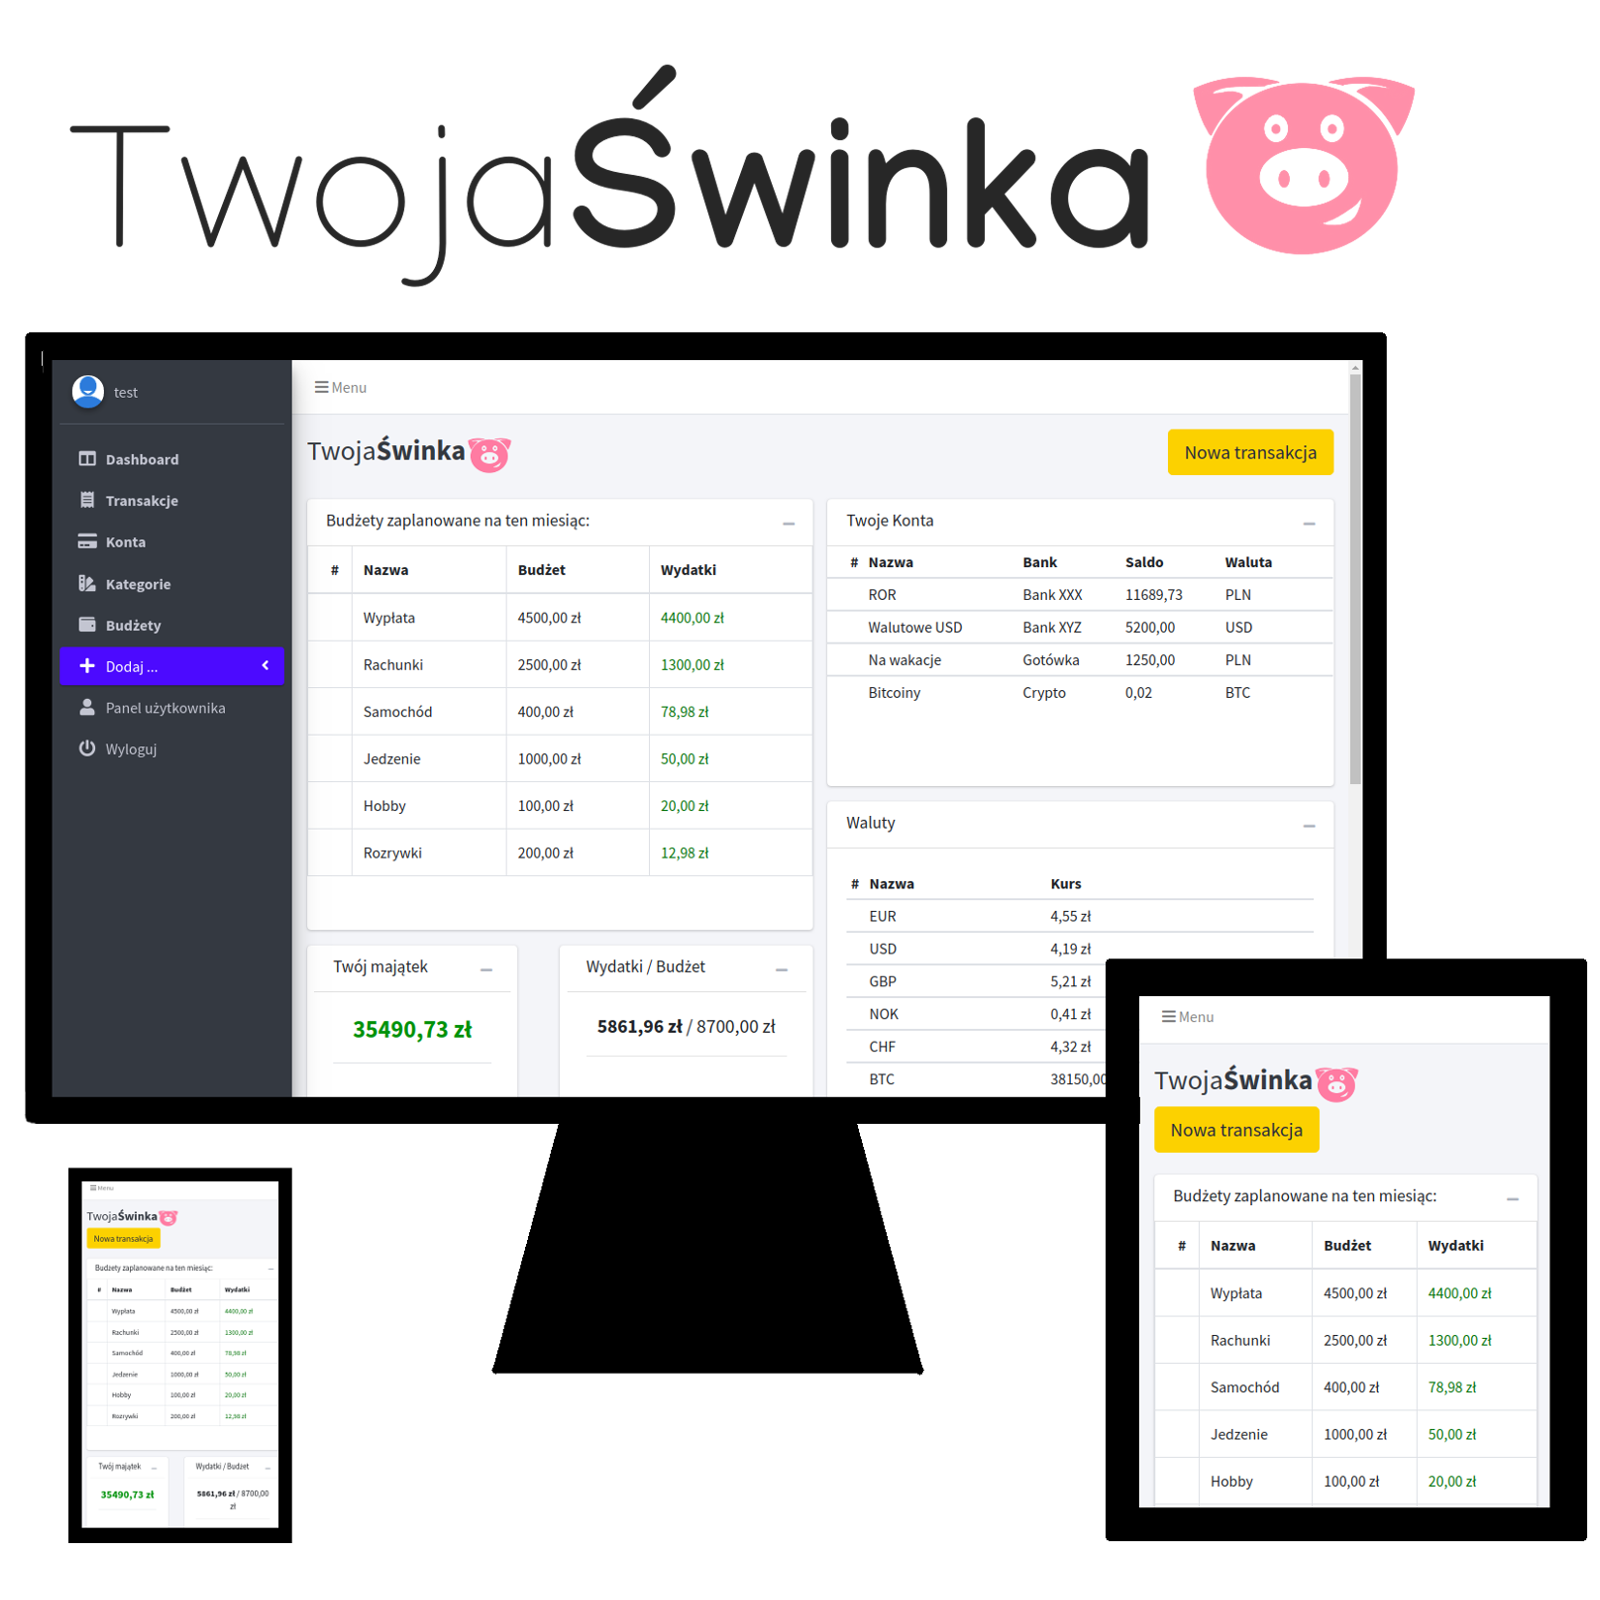 TwojaŚwinka
test
Dashboard
Transakcje
Konta
Kategorie
Budżety
Dodaj ...
Panel użytkownika
Wyloguj
Menu
TwojaŚwinka
Nowa transakcja
Budżety zaplanowane na ten miesiąc:
# Nazwa Budżet Wydatki
Wypłata 4500,00 zł 4400,00 zł
Rachunki 2500,00 zł 1300,00 zł
Samochód 400,00 zł 78,98 zł
Jedzenie 1000,00 zł 50,00 zł
Hobby 100,00 zł 20,00 zł
Rozrywki 200,00 zł 12,98 zł
Twój majątek
35490,73 zł
Wydatki / Budżet
5861,96 zł / 8700,00 zł
Twoje Konta
# Nazwa Bank Saldo Waluta
ROR Bank XXX 11689,73 PLN
Walutowe USD Bank XYZ 5200,00 USD
Na wakacje Gotówka 1250,00 PLN
Bitcoiny Crypto 0,02 BTC
Waluty
# Nazwa Kurs
EUR 4,55 zł
USD 4,19 zł
GBP 5,21 zł
NOK 0,41 zł
CHF 4,32 zł
BTC 38150,00
Menu
TwojaŚwinka
Nowa transakcja
Budżety zaplanowane na ten miesiąc:
# Nazwa Budżet Wydatki
Wypłata 4500,00 zł 4400,00 zł
Rachunki 2500,00 zł 1300,00 zł
Samochód 400,00 zł 78,98 zł
Jedzenie 1000,00 zł 50,00 zł
Hobby 100,00 zł 20,00 zł
Rozrywki 200,00 zł 12,98 zł
Twój majątek
35490,73 zł
Wydatki / Budżet
5861,96 zł / 8700,00
zł
Menu
TwojaŚwinka
Nowa transakcja
Budżety zaplanowane na ten miesiąc:
# Nazwa Budżet Wydatki
Wypłata 4500,00 zł 4400,00 zł
Rachunki 2500,00 zł 1300,00 zł
Samochód 400,00 zł 78,98 zł
Jedzenie 1000,00 zł 50,00 zł
Hobby 100,00 zł 20,00 zł